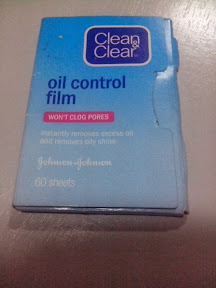 Clean &
Clear
oil control
film
WON'T CLOG PORES
instantly removes excess oil
and removes oily shine
Johnson & Johnson
60 sheets